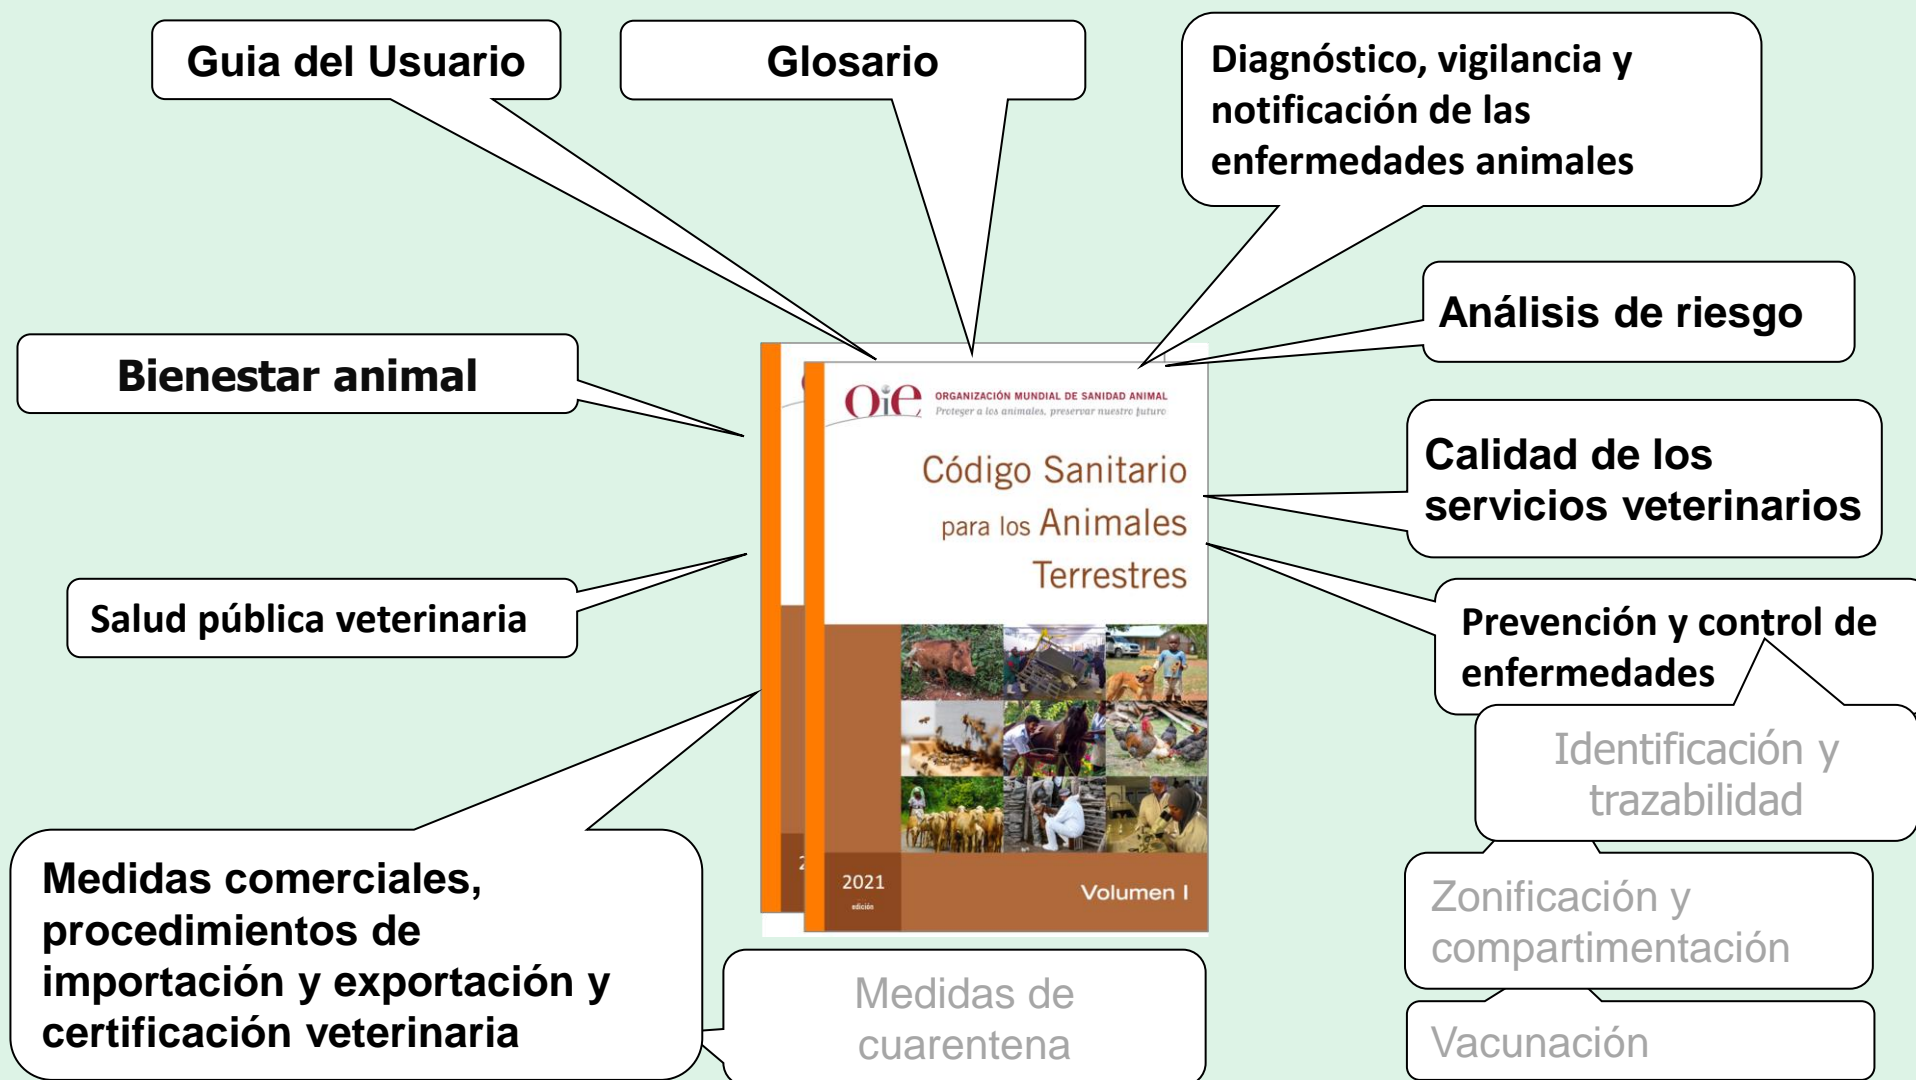 Guia del Usuario
Glosario
Diagnóstico, vigilancia y
notificación de las
enfermedades animales
Análisis de riesgo
Bienestar animal
Calidad de los
servicios veterinarios
Salud pública veterinaria
Prevención y control de
enfermedades
Identificación y
trazabilidad
Zonificación y
compartimentación
Vacunación
Medidas comerciales,
procedimientos de
importación y exportación y
certificación veterinaria
Medidas de
cuarentena
Oie
ORGANIZACIÓN MUNDIAL DE SANIDAD ANIMAL
Proteger a los animales, preservar nuestro futuro
Código Sanitario
para los Animales
Terrestres
2021
edición
Volumen I
2